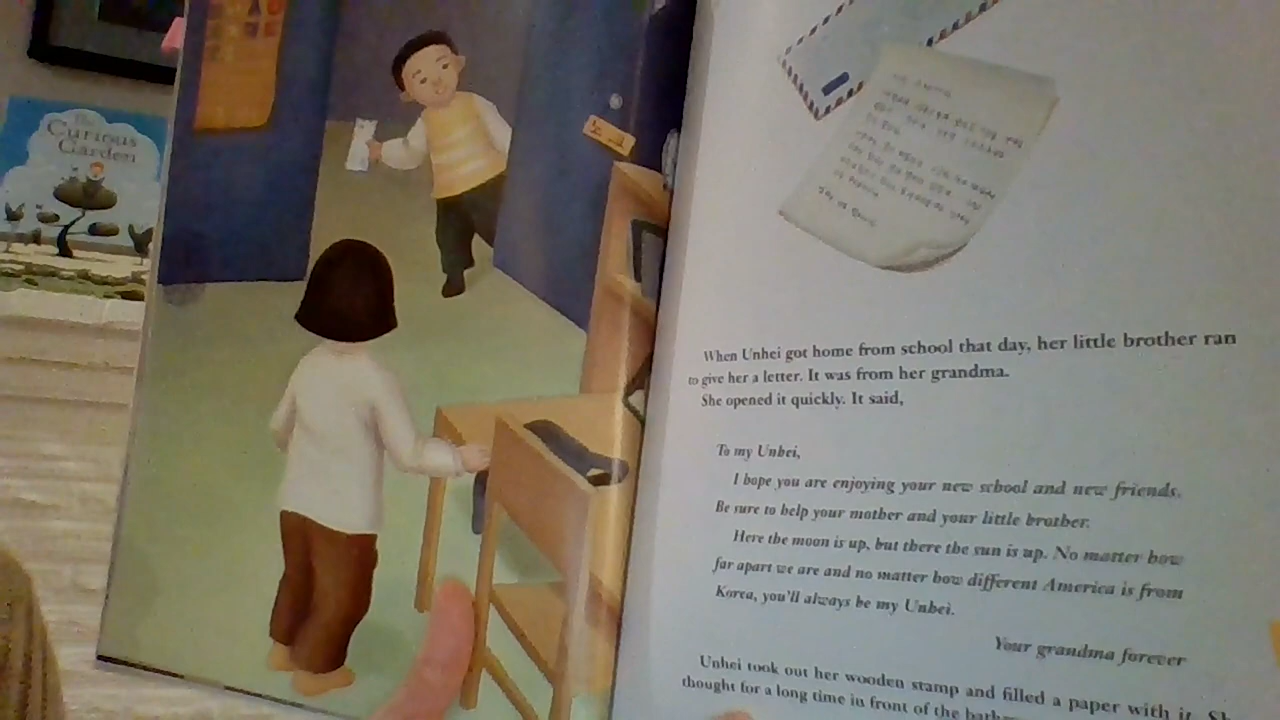 The
Curious
Garden
When Unhei got home from school that day, her little brother ran
to give her a letter. It was from her grandma.
She opened it quickly. It said,
To my Unhei,
I hope you are enjoying your new school and new friends.
Be sure to help your mother and your little brother.
Here the moon is up, but there the sun is up. No matter how
far apart we are and no matter how different America is from
Korea, you'll always be my Unhei.
Your grandma forever
Unhei took out her wooden stamp and filled a paper with it. Sh
thought for a long time in front of the